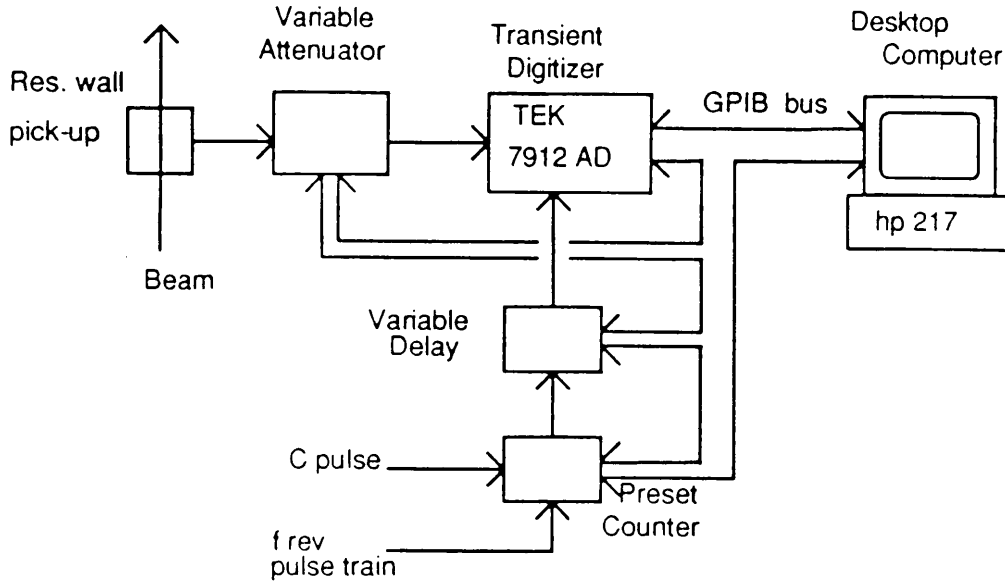 Variable
Attenuator
Transient
Digitizer
Desktop
Computer
Res. wall
pick-up
TEK
7912 AD
GPIB bus
hp 217
Beam
Variable
Delay
C pulse
Preset
Counter
f rev
pulse train